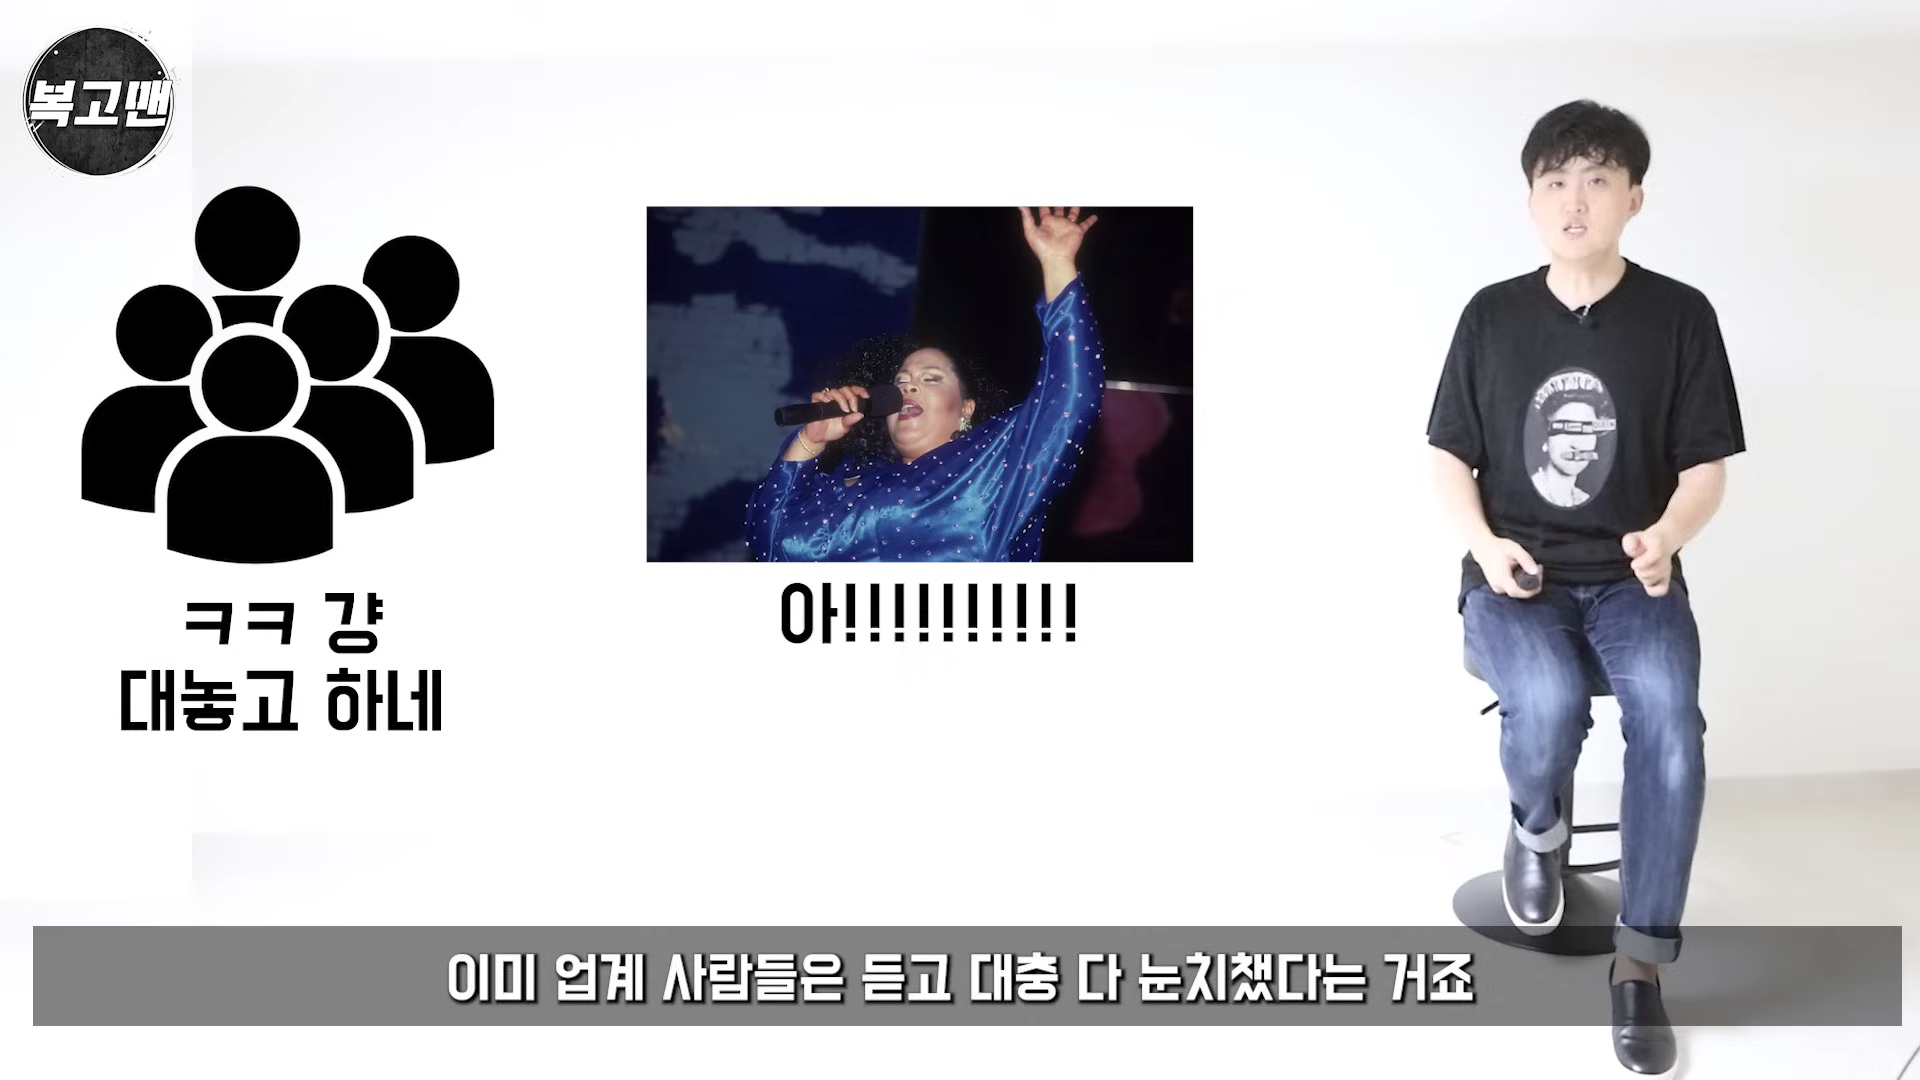 복고맨
ㅋㅋ 걍
대놓고 하네
아!!!!!!!!!!
이미 업계 사람들은 듣고 대충 다 눈치챘다는 거죠